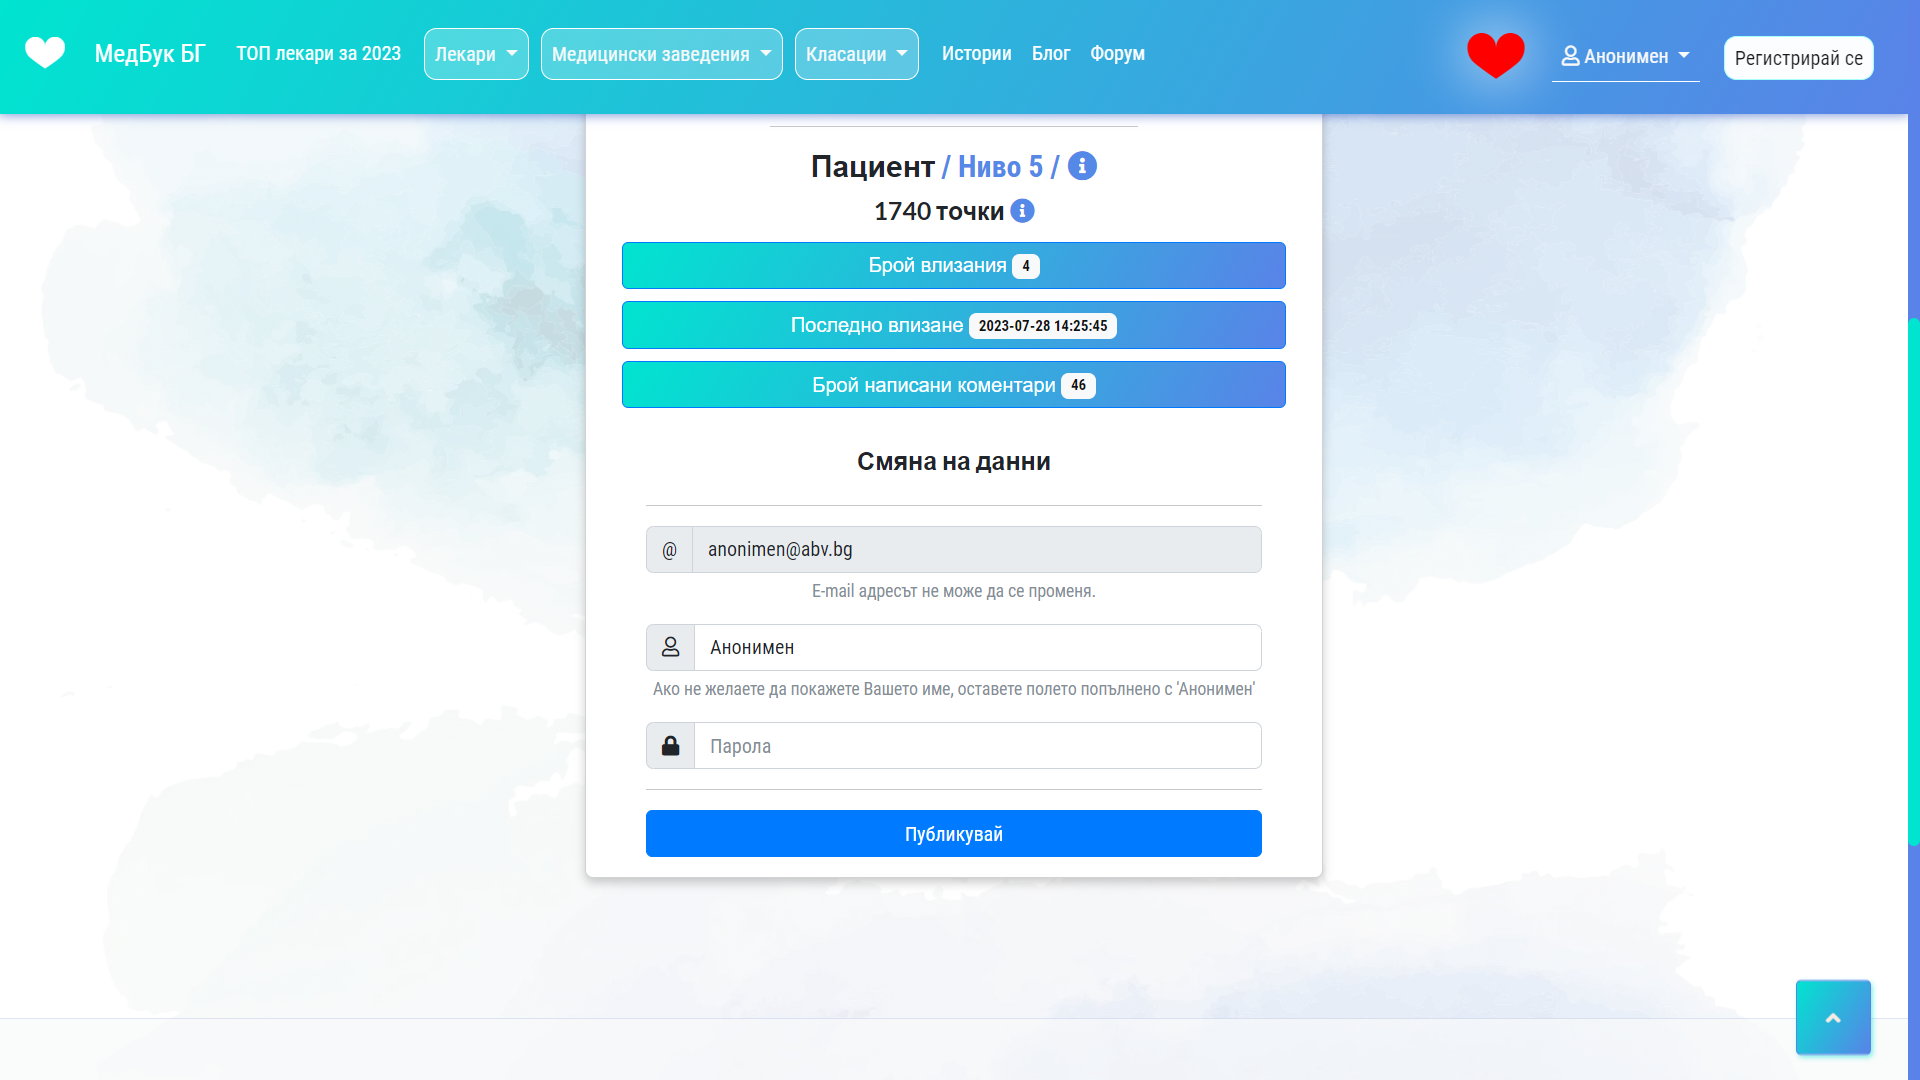 МедБук БГ ТОП лекари за 2023 Лекари Медицински заведения Класации Истории Блог Форум Анонимен Регистрирай се
Пациент / Ниво 5 /
1740 точки
Брой влизания 4
Последно влизане 2023-07-28 14:25:45
Брой написани коментари 46
Смяна на данни
@ anonimen@abv.bg
E-mail адресът не може да се променя.
Анонимен
Ако не желаете да покажете Вашето име, оставете полето попълнено с 'Анонимен'
Парола
Публикувай